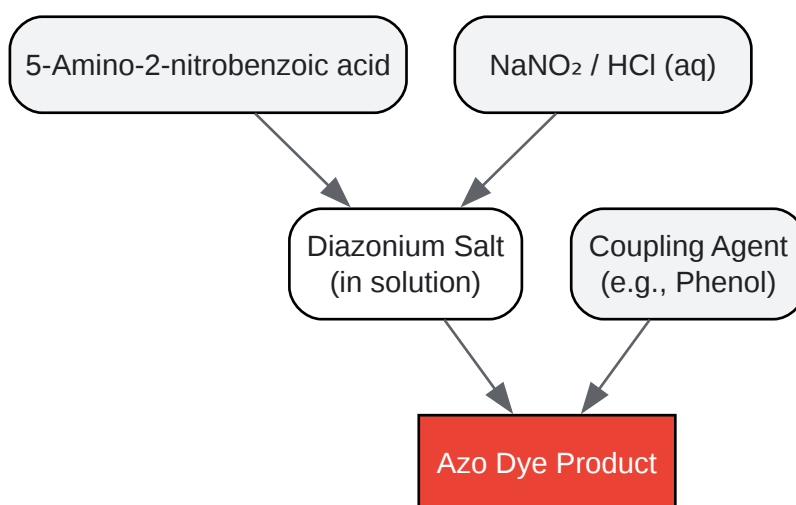 5-Amino-2-nitrobenzoic acid
NaNO₂ / HCl (aq)
Diazonium Salt
(in solution)
Coupling Agent
(e.g., Phenol)
Azo Dye Product